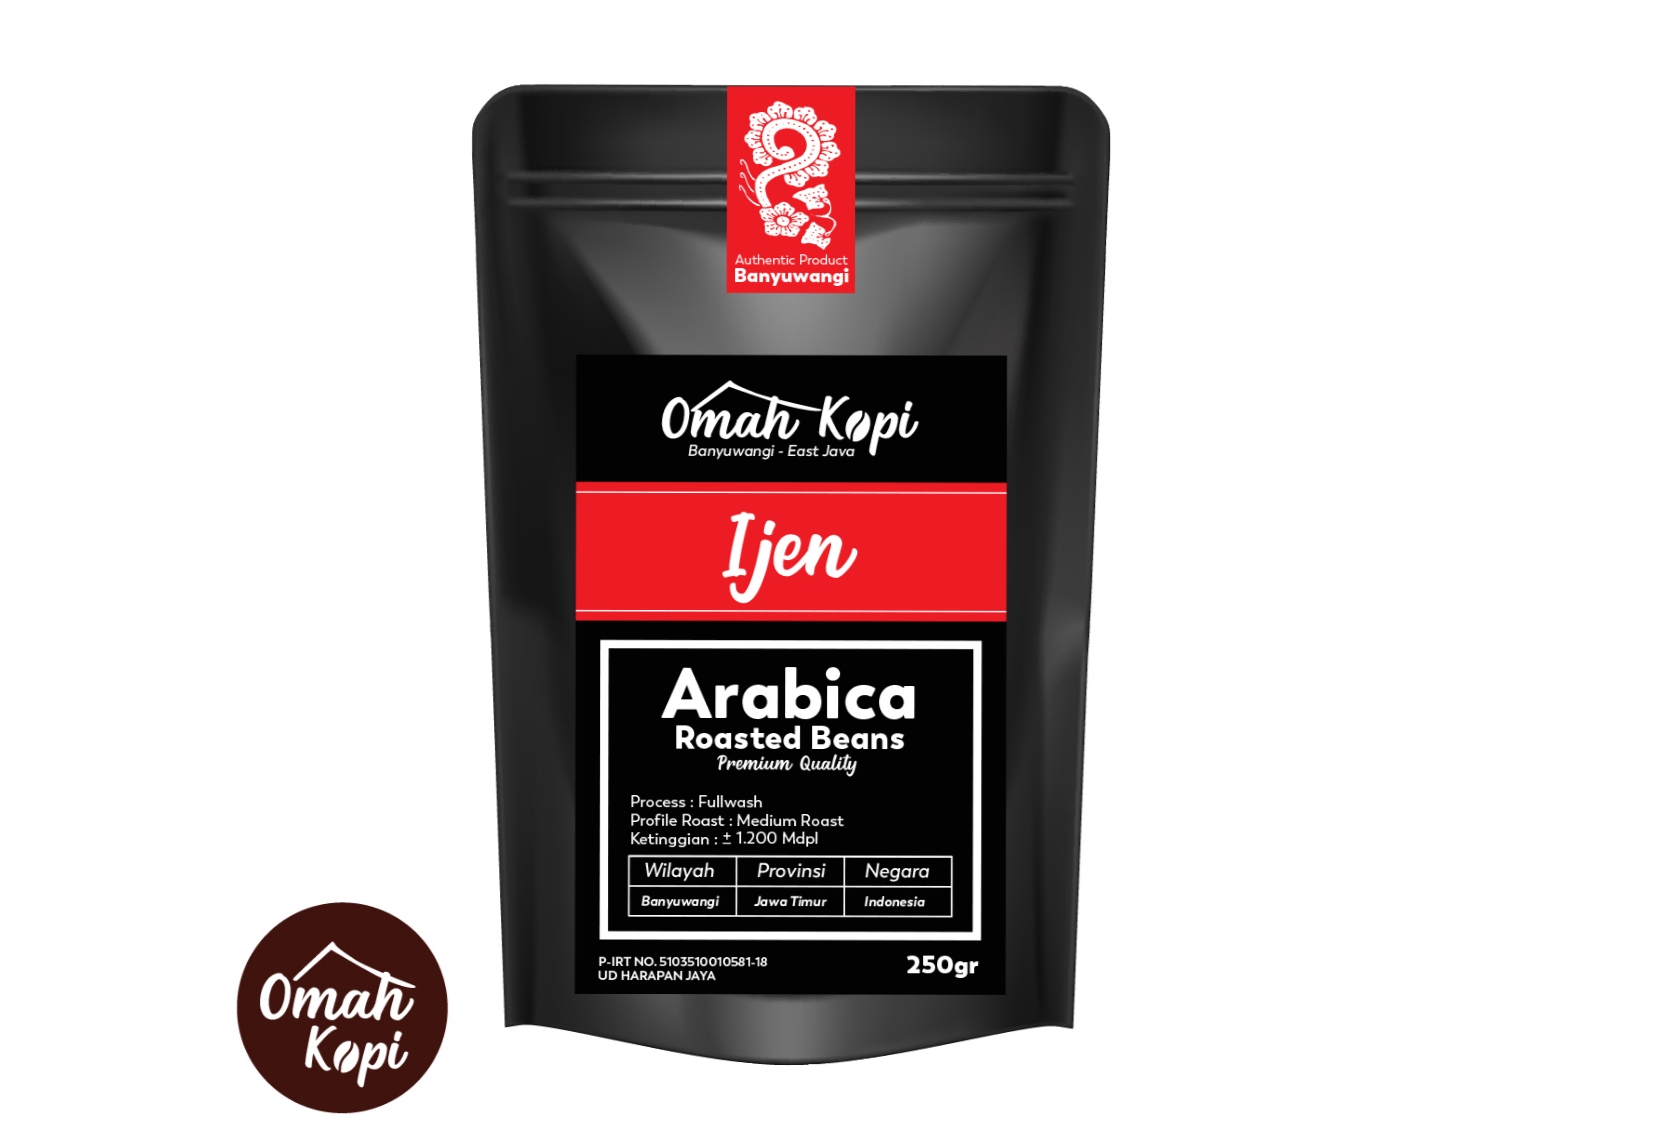 Authentic Product
Banyuwangi
Omah Kopi
Banyuwangi - East Java
Ijen
Arabica
Roasted Beans
Premium Quality
Process : Fullwash
Profile Roast : Medium Roast
Ketinggian : ± 1.200 Mdpl
Wilayah Provinsi Negara
Banyuwangi Jawa Timur Indonesia
P-IRT NO. 5103510010581-18
UD HARAPAN JAYA
250gr
Omah
Kopi